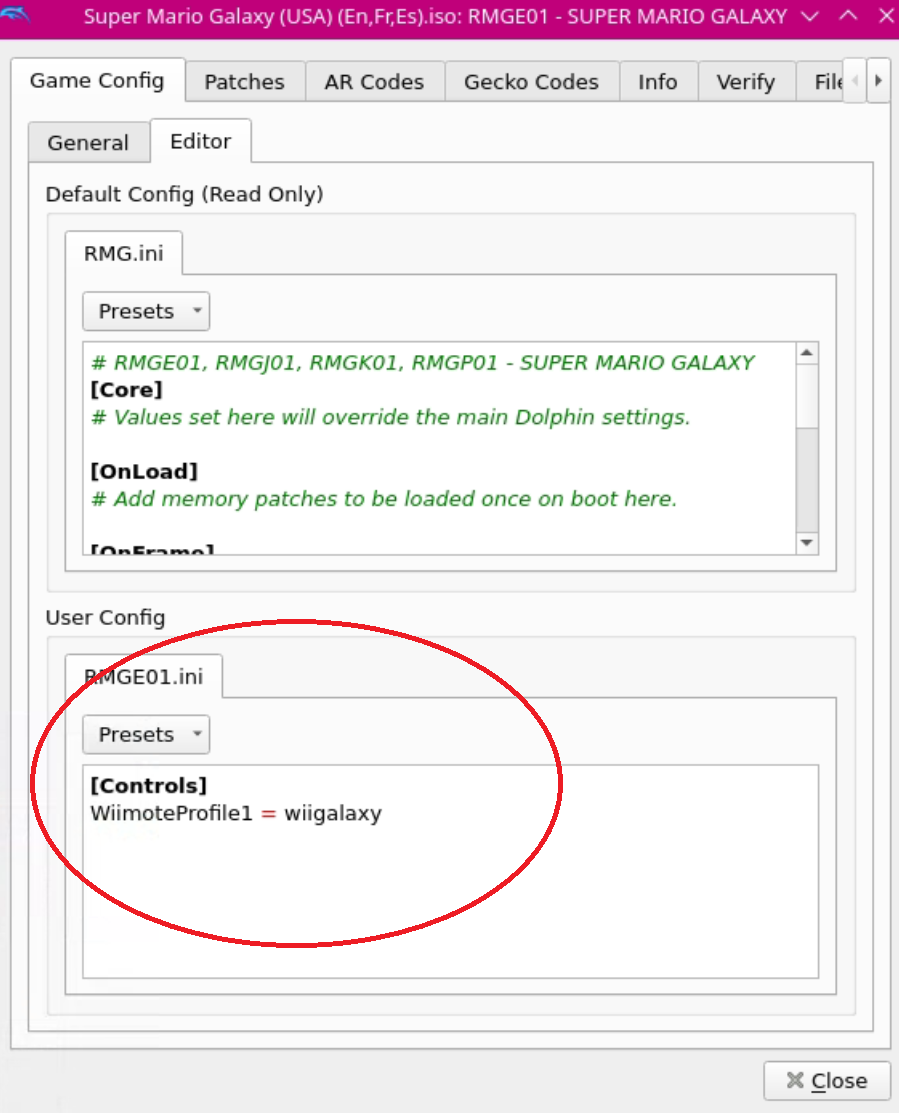 Super Mario Galaxy (USA) (En,Fr,Es).iso: RMGE01 - SUPER MARIO GALAXY
Game Config Patches AR Codes Gecko Codes Info Verify File
General Editor
Default Config (Read Only)
RMG.ini
Presets
# RMGE01, RMGJ01, RMGK01, RMGP01 - SUPER MARIO GALAXY
[Core]
# Values set here will override the main Dolphin settings.
[OnLoad]
# Add memory patches to be loaded once on boot here.
[OnFrame]
User Config
RMGE01.ini
Presets
[Controls]
WiimoteProfile1 = wiigalaxy
Close